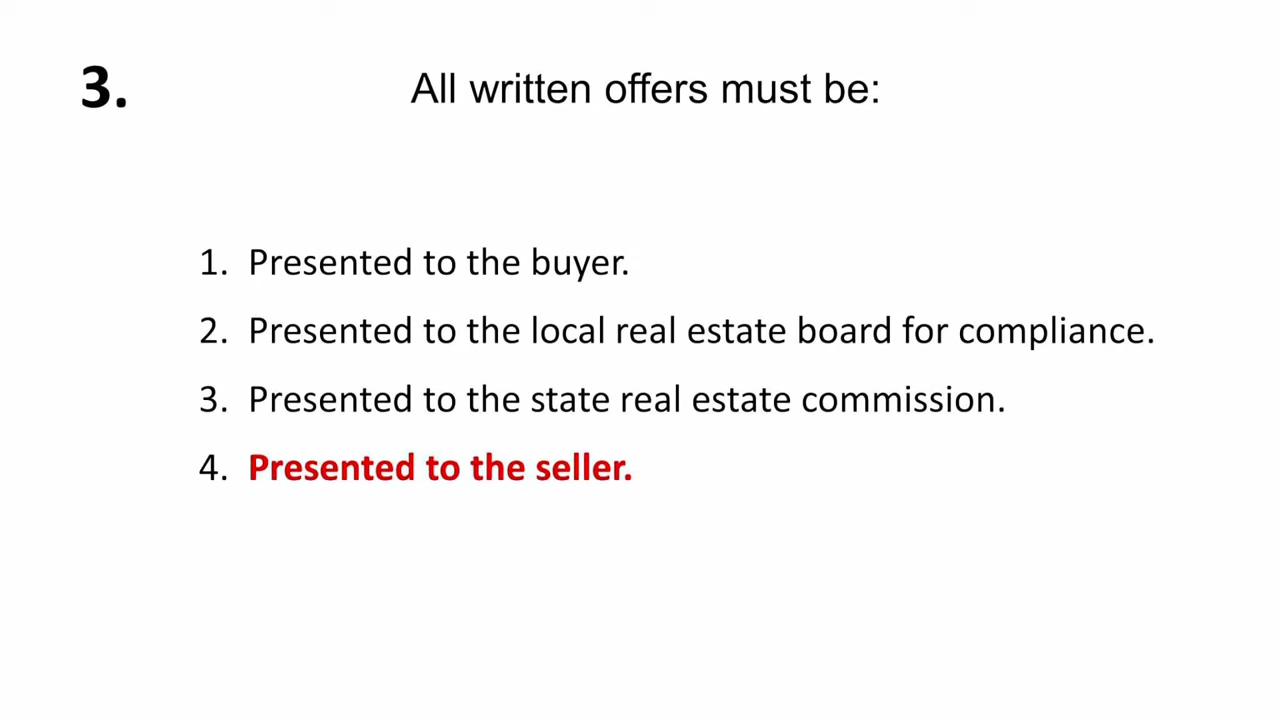 3.
All written offers must be:
1. Presented to the buyer.
2. Presented to the local real estate board for compliance.
3. Presented to the state real estate commission.
4. Presented to the seller.